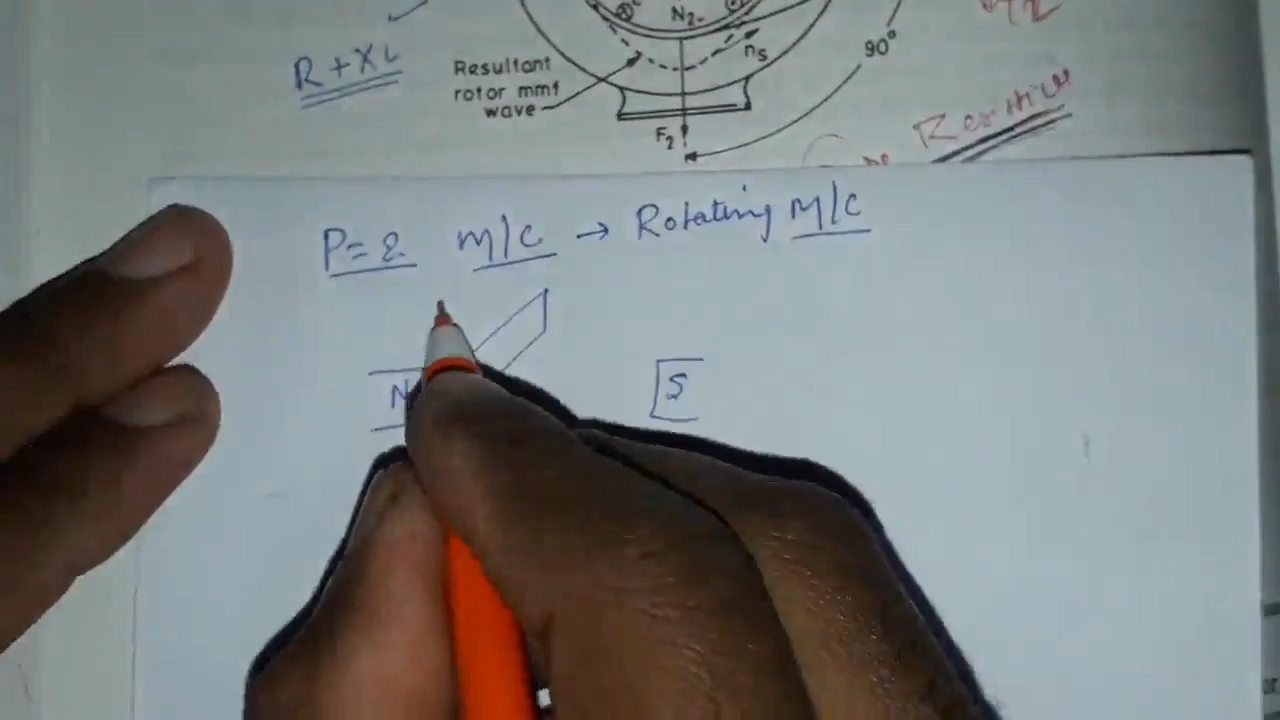 N₂
R + XL
Resultant
rotor mmf
wave
nₛ
90°
F₂
Resistive
P=2 M/C → Rotating M/C
N
S